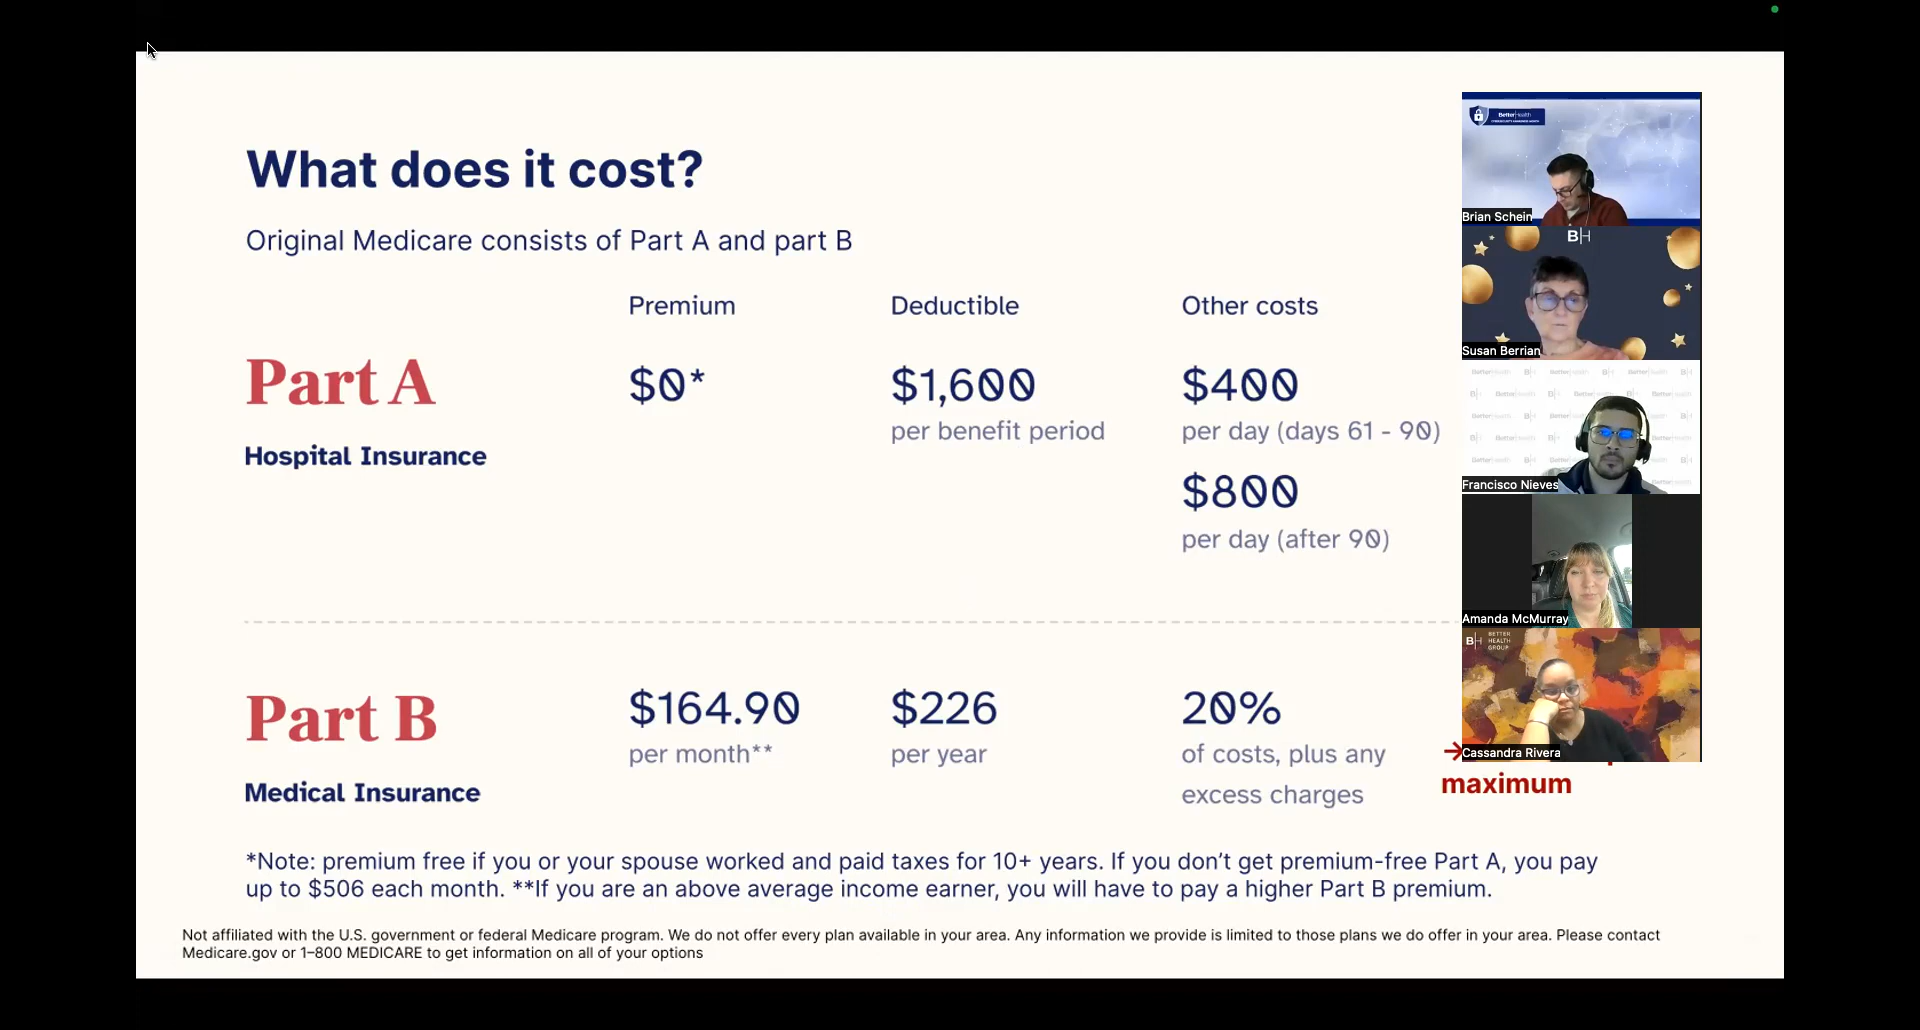 What does it cost?
Original Medicare consists of Part A and part B
Premium Deductible Other costs
Part A $0* $1,600 $400
per benefit period per day (days 61 - 90)
Hospital Insurance
$800
per day (after 90)
Part B $164.90 $226 20%
per month** per year of costs, plus any
Medical Insurance excess charges
→
maximum
*Note: premium free if you or your spouse worked and paid taxes for 10+ years. If you don’t get premium-free Part A, you pay
up to $506 each month. **If you are an above average income earner, you will have to pay a higher Part B premium.
Not affiliated with the U.S. government or federal Medicare program. We do not offer every plan available in your area. Any information we provide is limited to those plans we do offer in your area. Please contact
Medicare.gov or 1–800 MEDICARE to get information on all of your options
BetterHealth
Brian Schein
B|H
Susan Berrian
Francisco Nieves
Amanda McMurray
B|H BETTER
HEALTH
GROUP
Cassandra Rivera